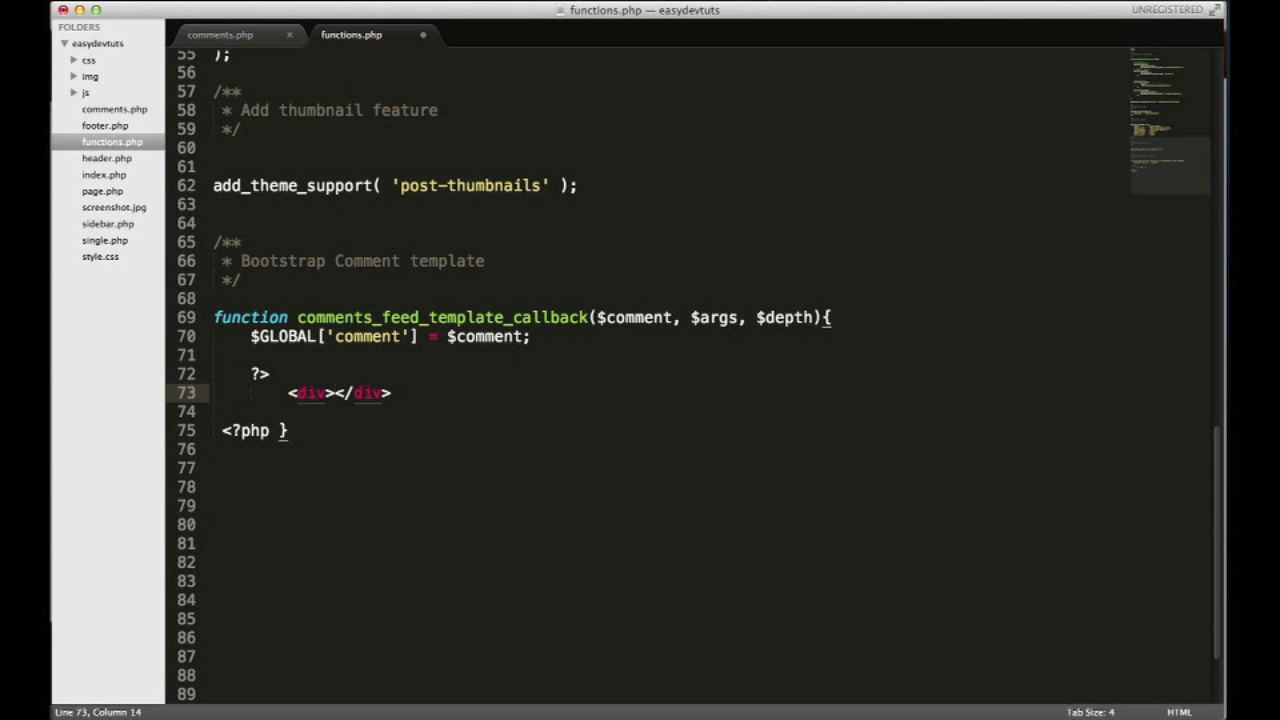 functions.php — easydevtuts
UNREGISTERED
FOLDERS
easydevtuts
css
img
js
comments.php
footer.php
functions.php
header.php
index.php
page.php
screenshot.jpg
sidebar.php
single.php
style.css
comments.php ×
functions.php
55 );
56
57 /**
58 * Add thumbnail feature
59 */
60
61
62 add_theme_support( 'post-thumbnails' );
63
64
65 /**
66 * Bootstrap Comment template
67 */
68
69 function comments_feed_template_callback($comment, $args, $depth){
70 $GLOBAL['comment'] = $comment;
71
72 ?>
73 <div></div>
74
75 <?php }
76
77
78
79
80
81
82
83
84
85
86
87
88
89
Line 73, Column 14
Tab Size: 4
HTML